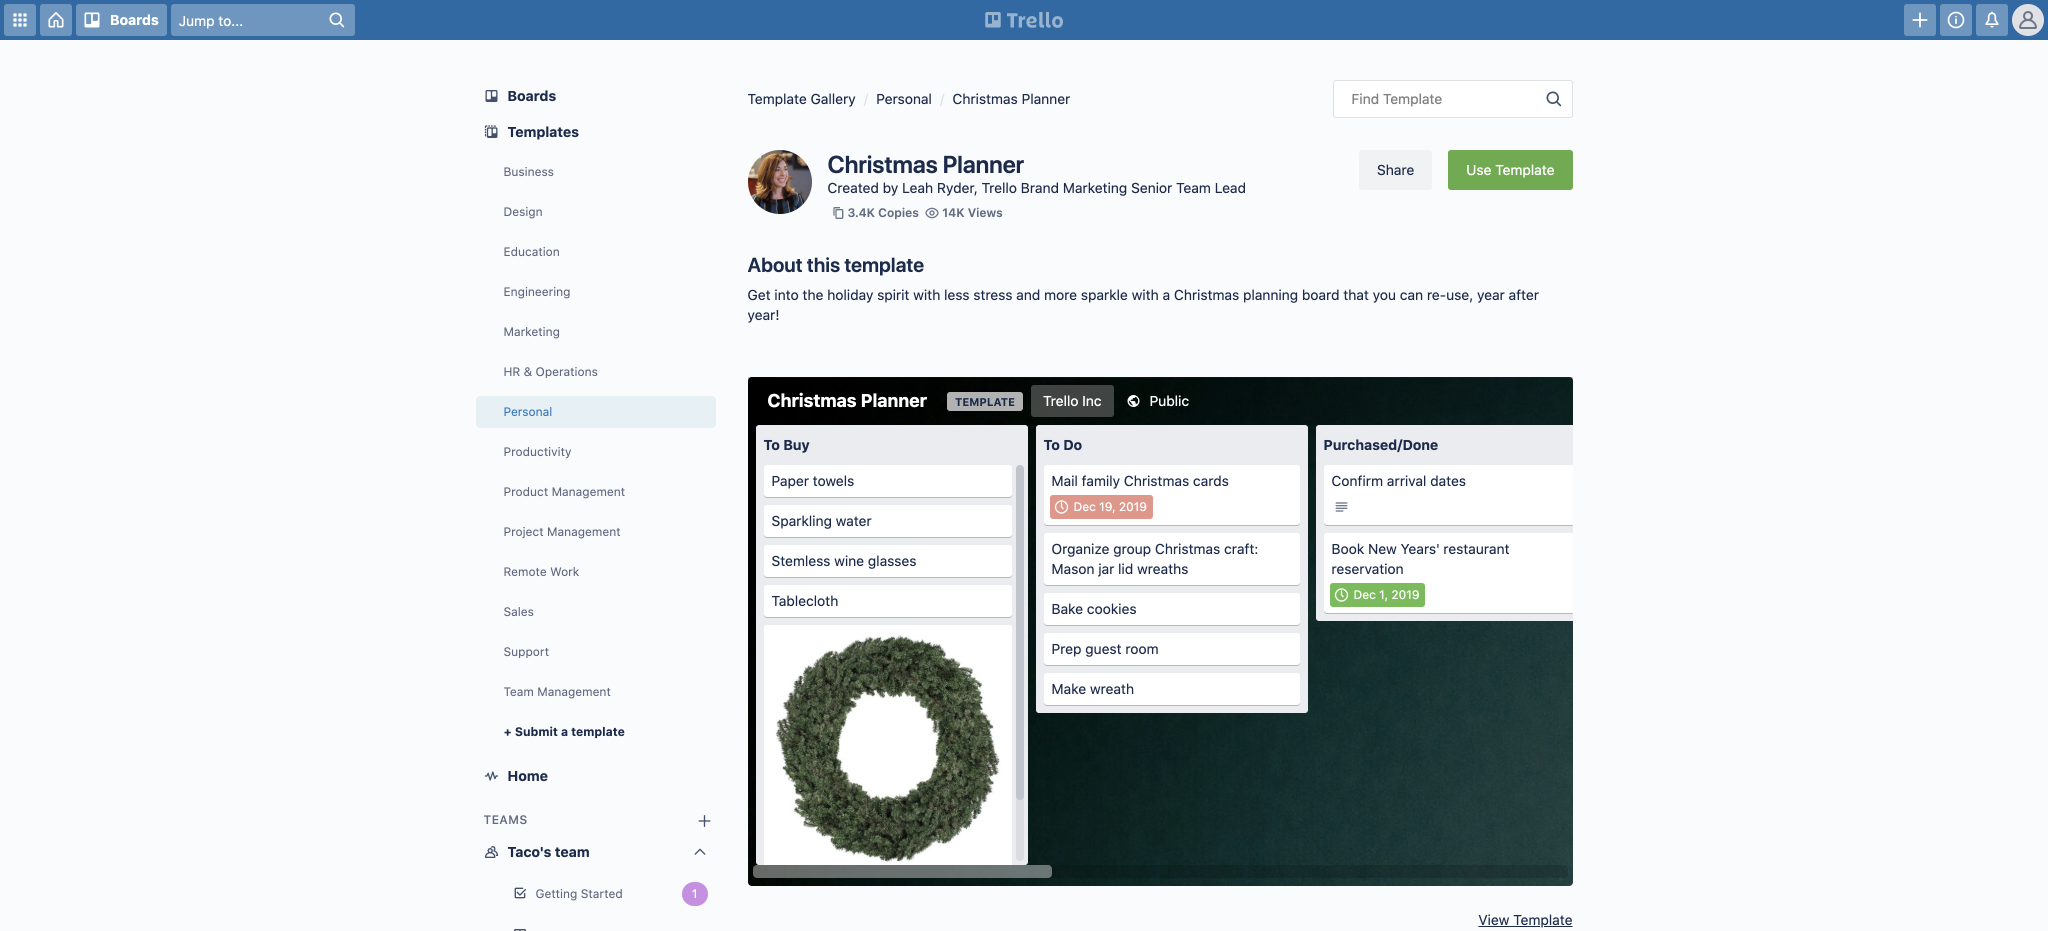 Boards
Jump to...
Trello
Boards
Templates
Business
Design
Education
Engineering
Marketing
HR & Operations
Personal
Productivity
Product Management
Project Management
Remote Work
Sales
Support
Team Management
+ Submit a template
Home
TEAMS
Taco's team
Getting Started 1
Template Gallery / Personal / Christmas Planner
Find Template
Christmas Planner
Created by Leah Ryder, Trello Brand Marketing Senior Team Lead
3.4K Copies 14K Views
Share
Use Template
About this template
Get into the holiday spirit with less stress and more sparkle with a Christmas planning board that you can re-use, year after
year!
Christmas Planner TEMPLATE Trello Inc Public
To Buy
Paper towels
Sparkling water
Stemless wine glasses
Tablecloth
To Do
Mail family Christmas cards
Dec 19, 2019
Organize group Christmas craft:
Mason jar lid wreaths
Bake cookies
Prep guest room
Make wreath
Purchased/Done
Confirm arrival dates
Book New Years' restaurant
reservation
Dec 1, 2019
View Template